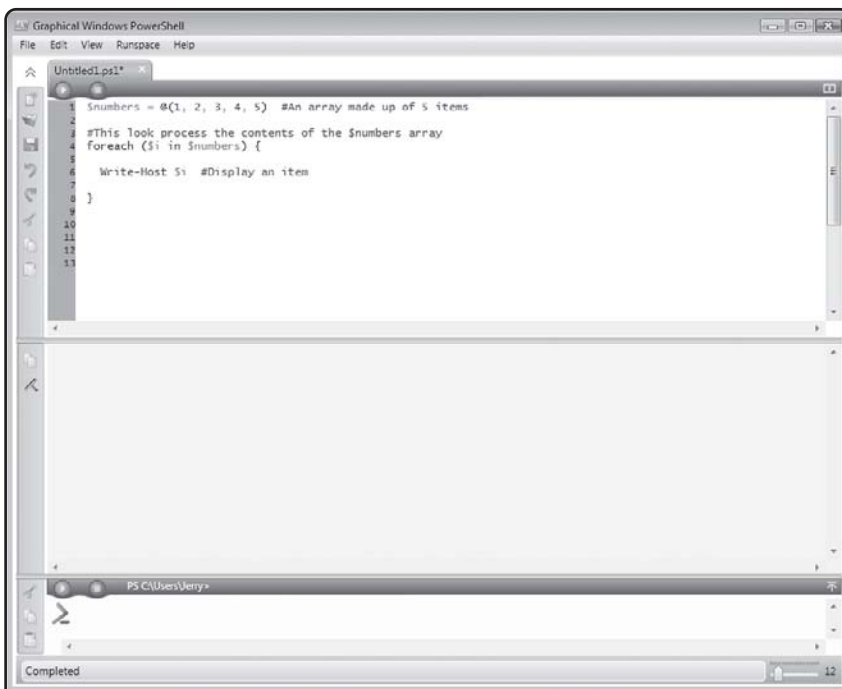 Graphical Windows PowerShell
File Edit View Runspace Help
Untitled1.ps1*
1 $numbers = @(1, 2, 3, 4, 5) #An array made up of 5 items
2
3 #This look process the contents of the $numbers array
4 foreach ($i in $numbers) {
5
6 Write-Host $i #Display an item
7
8 }
9
10
11
12
13
PS C:\Users\Jerry>
Completed
12